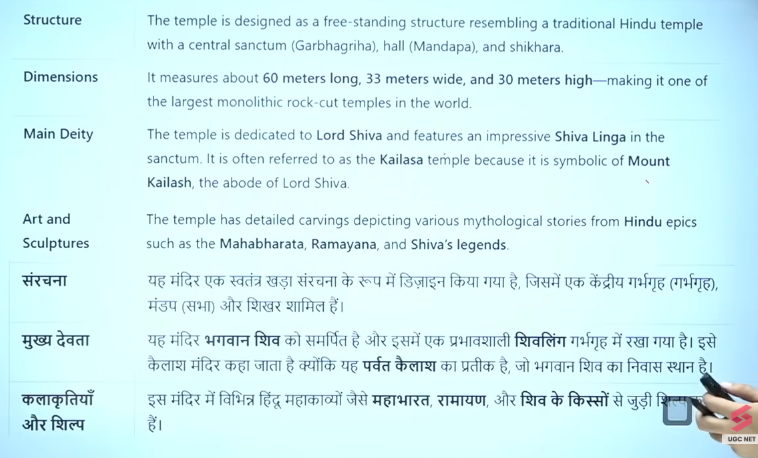 Structure
The temple is designed as a free-standing structure resembling a traditional Hindu temple
with a central sanctum (Garbhagriha), hall (Mandapa), and shikhara.
Dimensions
It measures about 60 meters long, 33 meters wide, and 30 meters high—making it one of
the largest monolithic rock-cut temples in the world.
Main Deity
The temple is dedicated to Lord Shiva and features an impressive Shiva Linga in the
sanctum. It is often referred to as the Kailasa temple because it is symbolic of Mount
Kailash, the abode of Lord Shiva.
Art and
Sculptures
The temple has detailed carvings depicting various mythological stories from Hindu epics
such as the Mahabharata, Ramayana, and Shiva's legends.
संरचना
यह मंदिर एक स्वतंत्र खड़ा संरचना के रूप में डिज़ाइन किया गया है, जिसमें एक केंद्रीय गर्भगृह (गर्भगृह),
मंडप (सभा) और शिखर शामिल हैं।
मुख्य देवता
यह मंदिर भगवान शिव को समर्पित है और इसमें एक प्रभावशाली शिवलिंग गर्भगृह में रखा गया है। इसे
कैलाश मंदिर कहा जाता है क्योंकि यह पर्वत कैलाश का प्रतीक है, जो भगवान शिव का निवास स्थान है।
कलाकृतियाँ
और शिल्प
इस मंदिर में विभिन्न हिंदू महाकाव्यों जैसे महाभारत, रामायण, और शिव के किस्सों से जुड़ी
हैं।
UGC NET